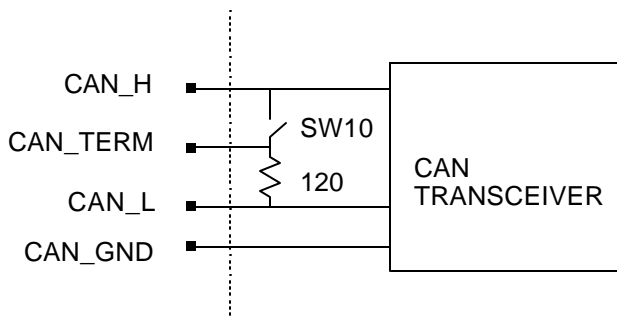 CAN_H
SW10
CAN_TERM
120
CAN
TRANSCEIVER
CAN_L
CAN_GND